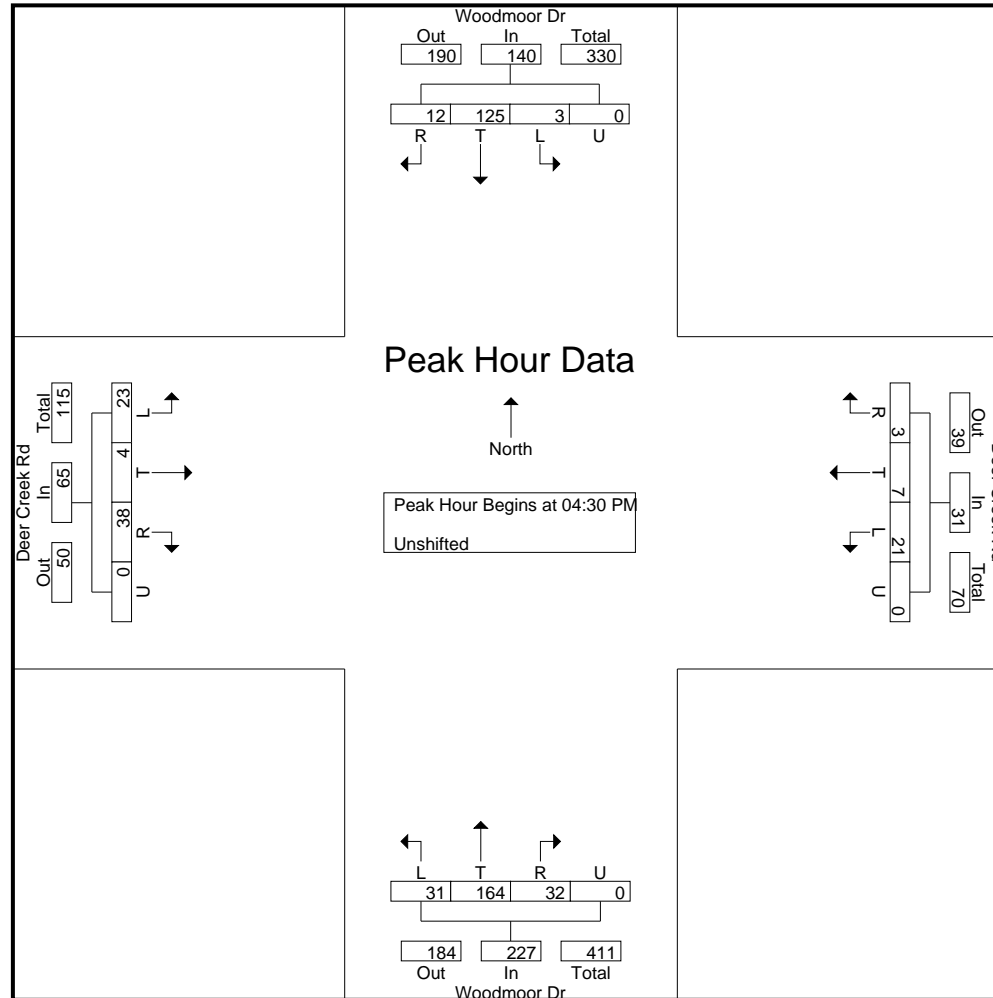 Woodmoor Dr
Out In Total
190 140 330
12 125 3 0
R T L U
Peak Hour Data
North
Peak Hour Begins at 04:30 PM
Unshifted
Deer Creek Rd
Total In Out
115 65 50
23 4 38 0
L T R U
R T L U
3 7 21 0
Out In Total
39 31 70
L T R U
31 164 32 0
184 227 411
Out In Total
Woodmoor Dr